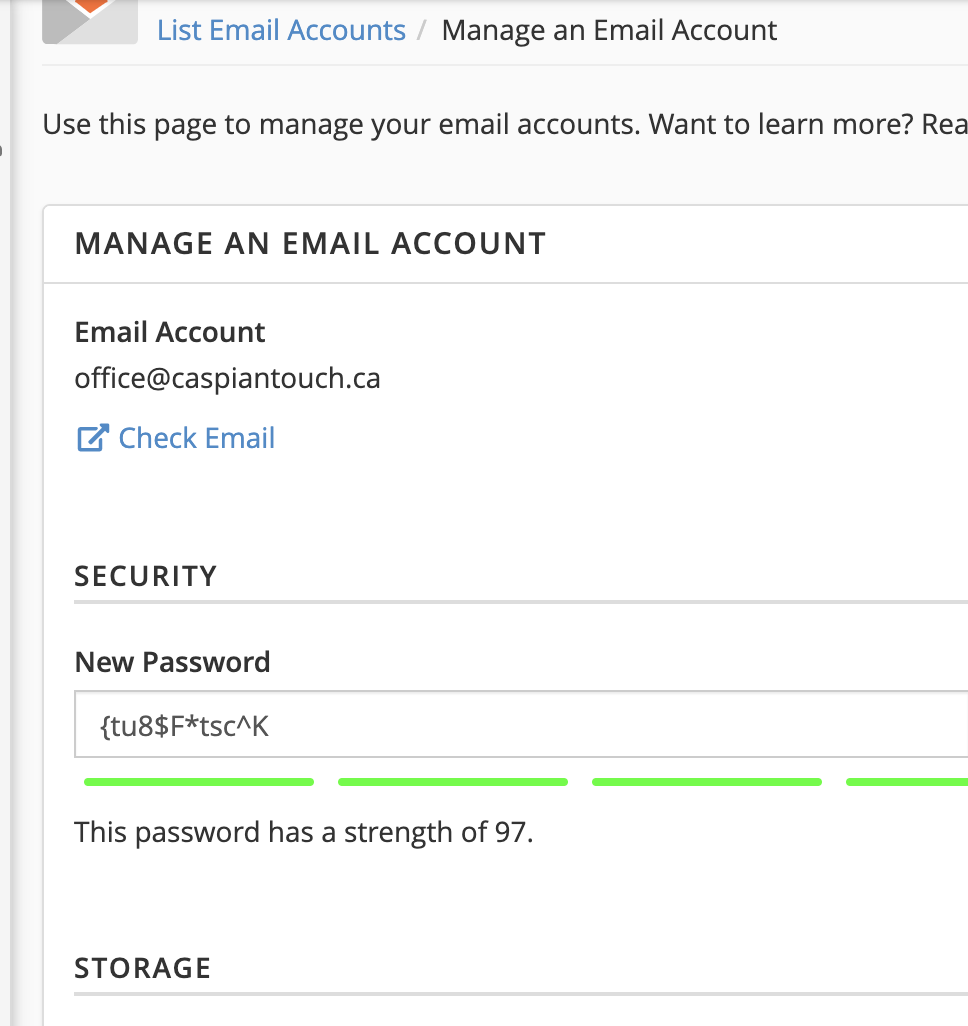 List Email Accounts / Manage an Email Account
Use this page to manage your email accounts. Want to learn more? Rea
MANAGE AN EMAIL ACCOUNT
Email Account
office@caspiantouch.ca
Check Email
SECURITY
New Password
{tu8$F*tsc^K
This password has a strength of 97.
STORAGE